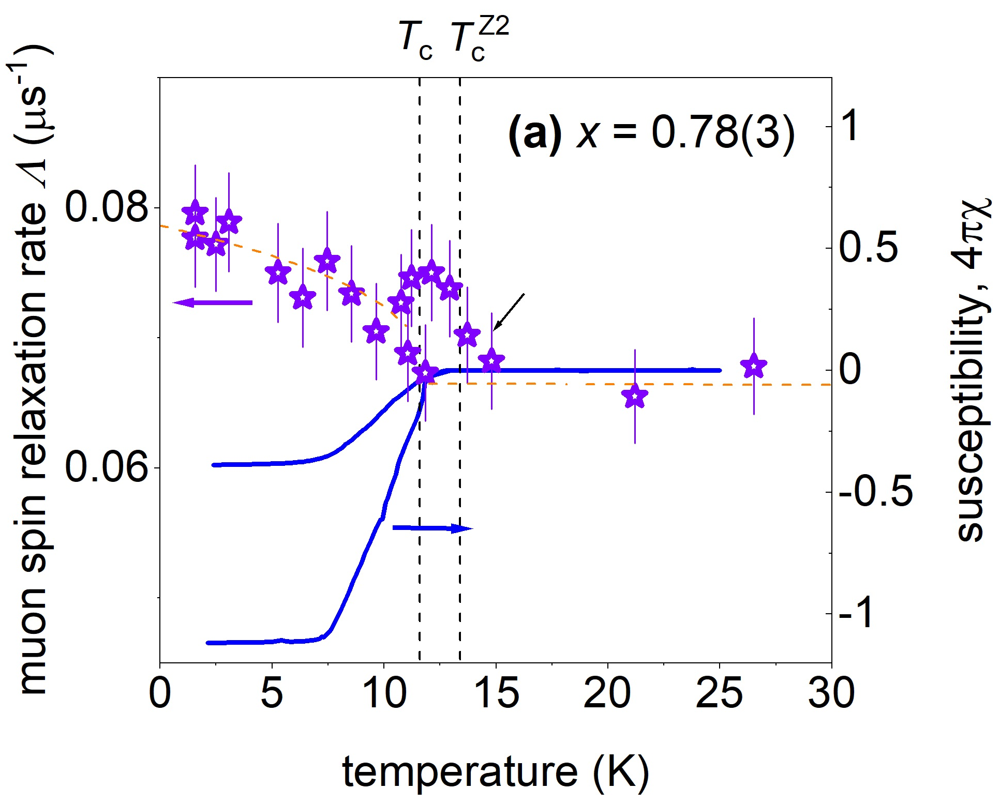 Tc TcZ2
(a) x = 0.78(3)
muon spin relaxation rate Λ (μs-1)
0.08
0.06
1
0.5
0
-0.5
-1
susceptibility, 4πχ
0 5 10 15 20 25 30
temperature (K)